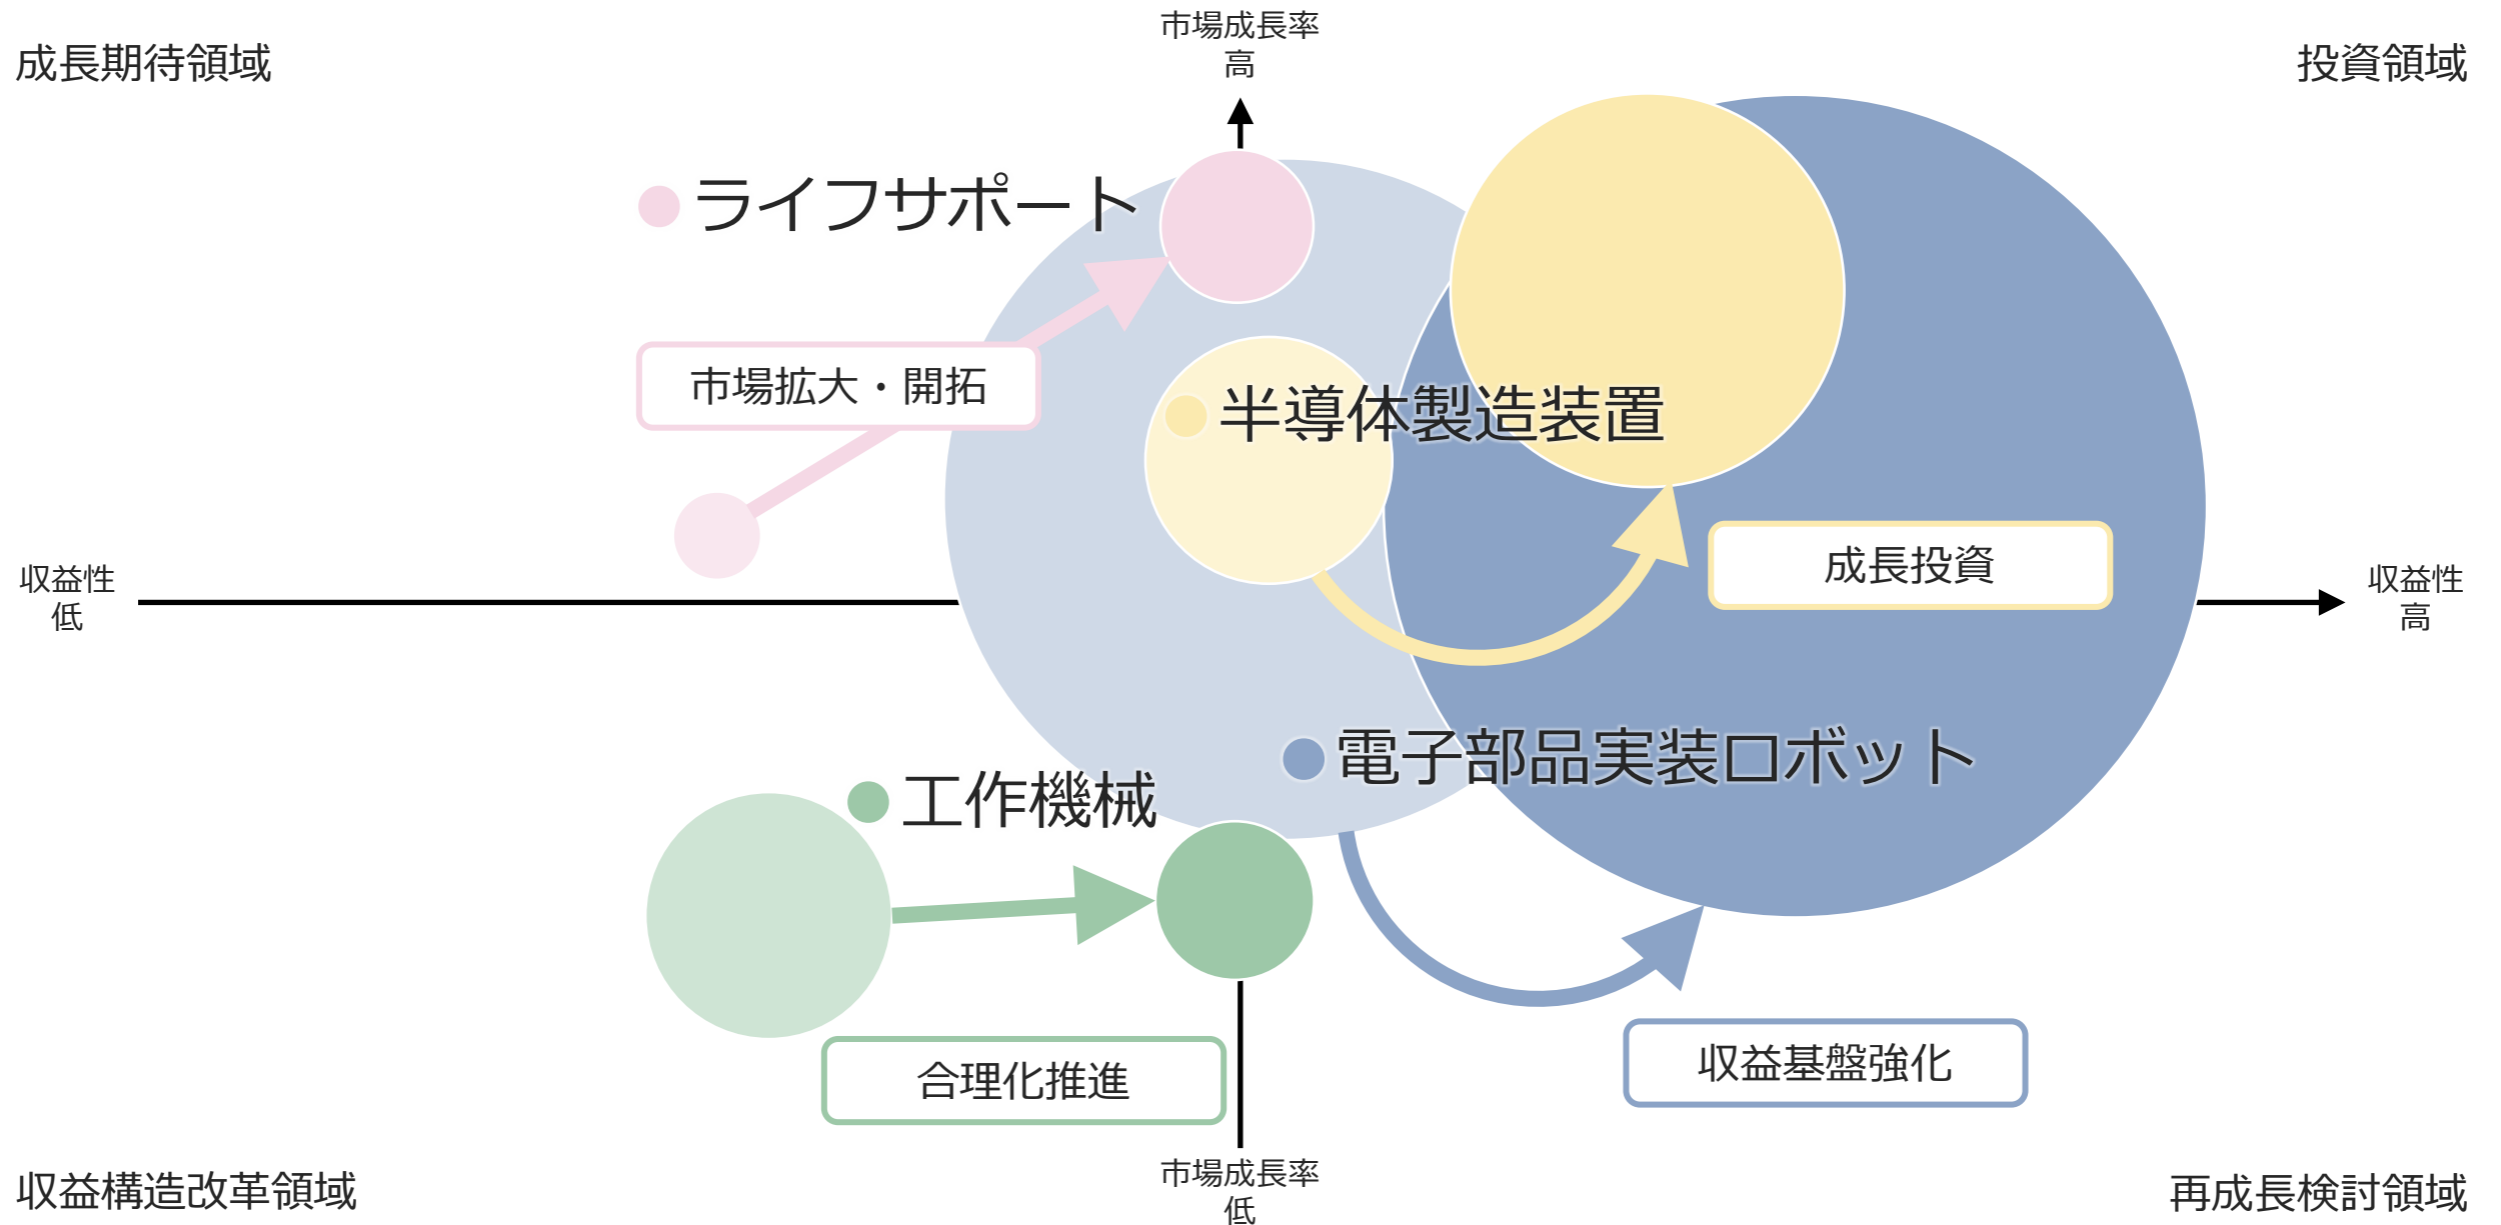 市場成長率
高
成長期待領域
投資領域
ライフサポート
市場拡大・開拓
半導体製造装置
成長投資
収益性
低
収益性
高
電子部品実装ロボット
工作機械
収益基盤強化
合理化推進
市場成長率
低
収益構造改革領域
再成長検討領域